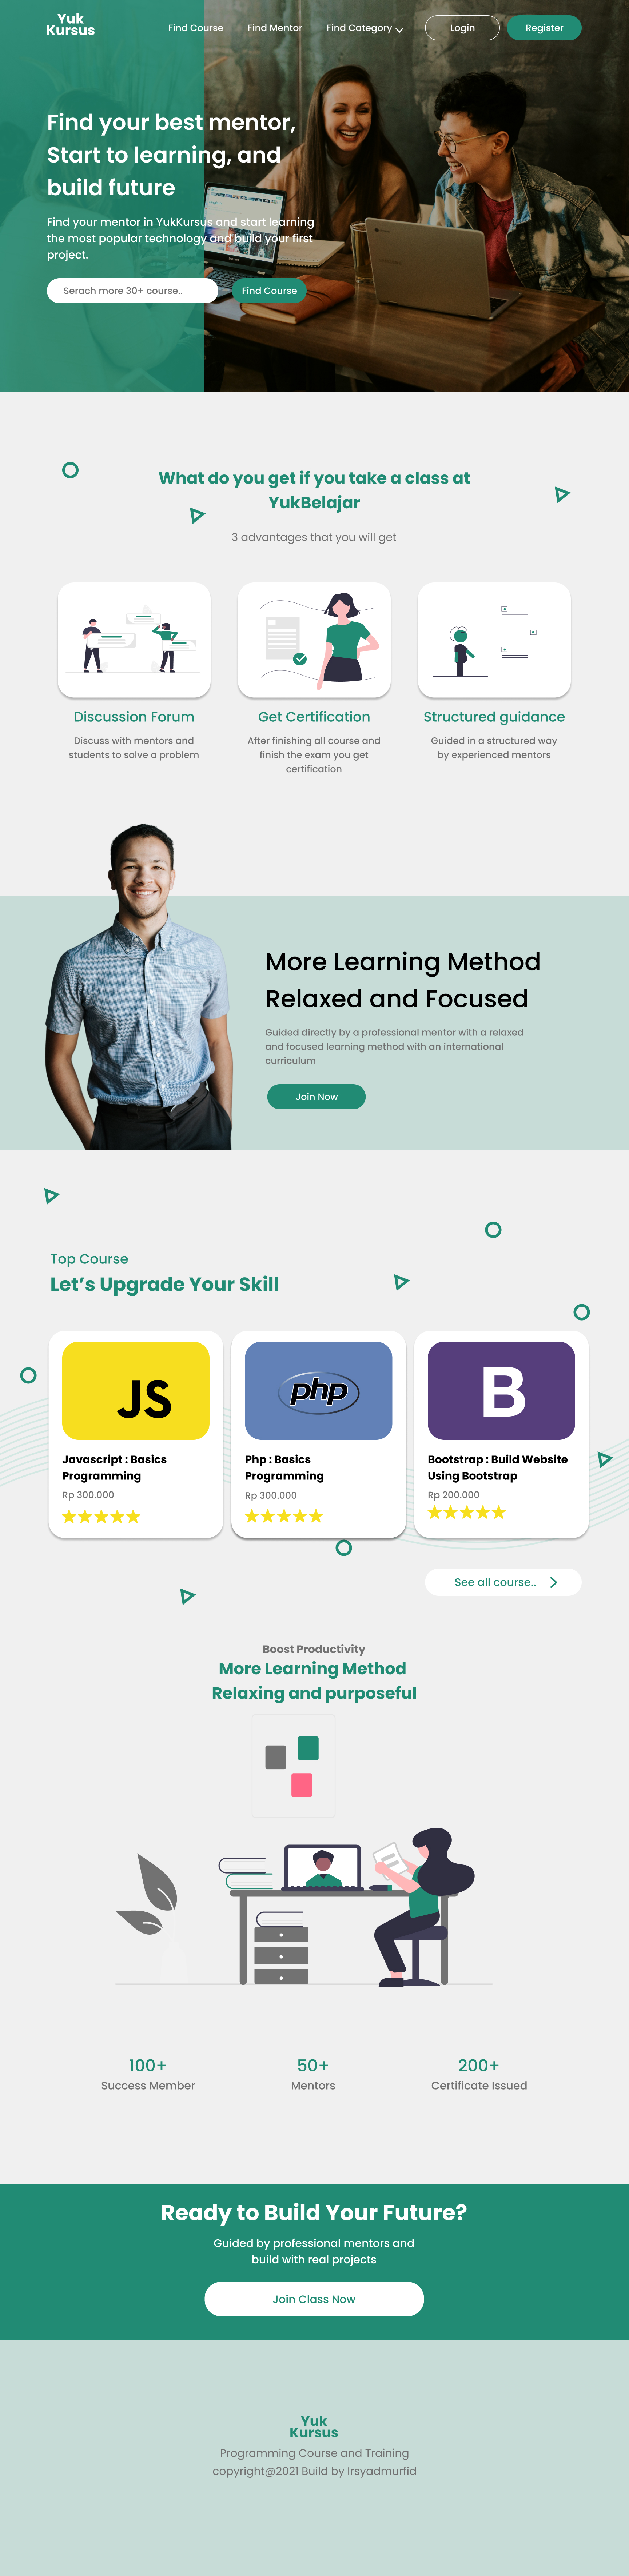 Yuk
Kursus
Find Course
Find Mentor
Find Category
Login
Register
Find your best mentor,
Start to learning, and
build future
Find your mentor in YukKursus and start learning
the most popular technology and build your first
project.
Serach more 30+ course..
Find Course
What do you get if you take a class at
YukBelajar
3 advantages that you will get
Discussion Forum
Get Certification
Structured guidance
Discuss with mentors and
students to solve a problem
After finishing all course and
finish the exam you get
certification
Guided in a structured way
by experienced mentors
More Learning Method
Relaxed and Focused
Guided directly by a professional mentor with a relaxed
and focused learning method with an international
curriculum
Join Now
Top Course
Let’s Upgrade Your Skill
JS
php
B
Javascript : Basics
Programming
Rp 300.000
Php : Basics
Programming
Rp 300.000
Bootstrap : Build Website
Using Bootstrap
Rp 200.000
See all course..
Boost Productivity
More Learning Method
Relaxing and purposeful
100+
Success Member
50+
Mentors
200+
Certificate Issued
Ready to Build Your Future?
Guided by professional mentors and
build with real projects
Join Class Now
Yuk
Kursus
Programming Course and Training
copyright@2021 Build by Irsyadmurfid